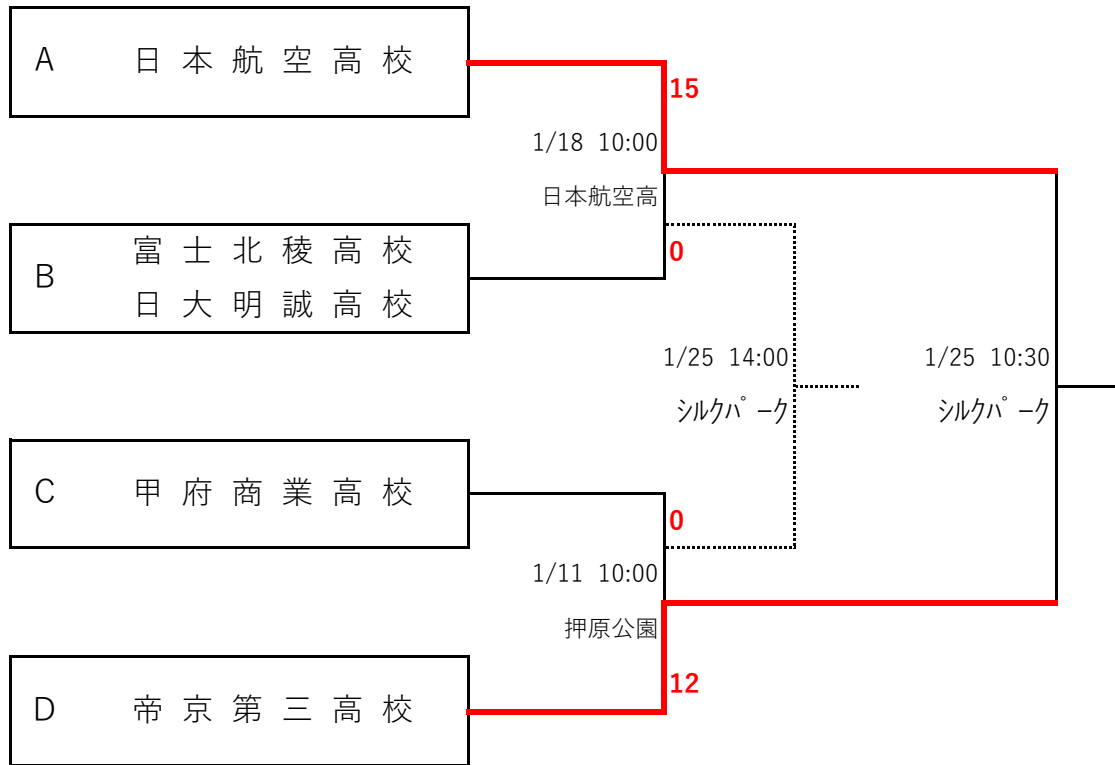 A 日本航空高校
15
1/18 10:00
日本航空高
B 富士北稜高校
日大明誠高校
0
1/25 14:00
シルクパーク
1/25 10:30
シルクパーク
C 甲府商業高校
0
1/11 10:00
押原公園
12
D 帝京第三高校